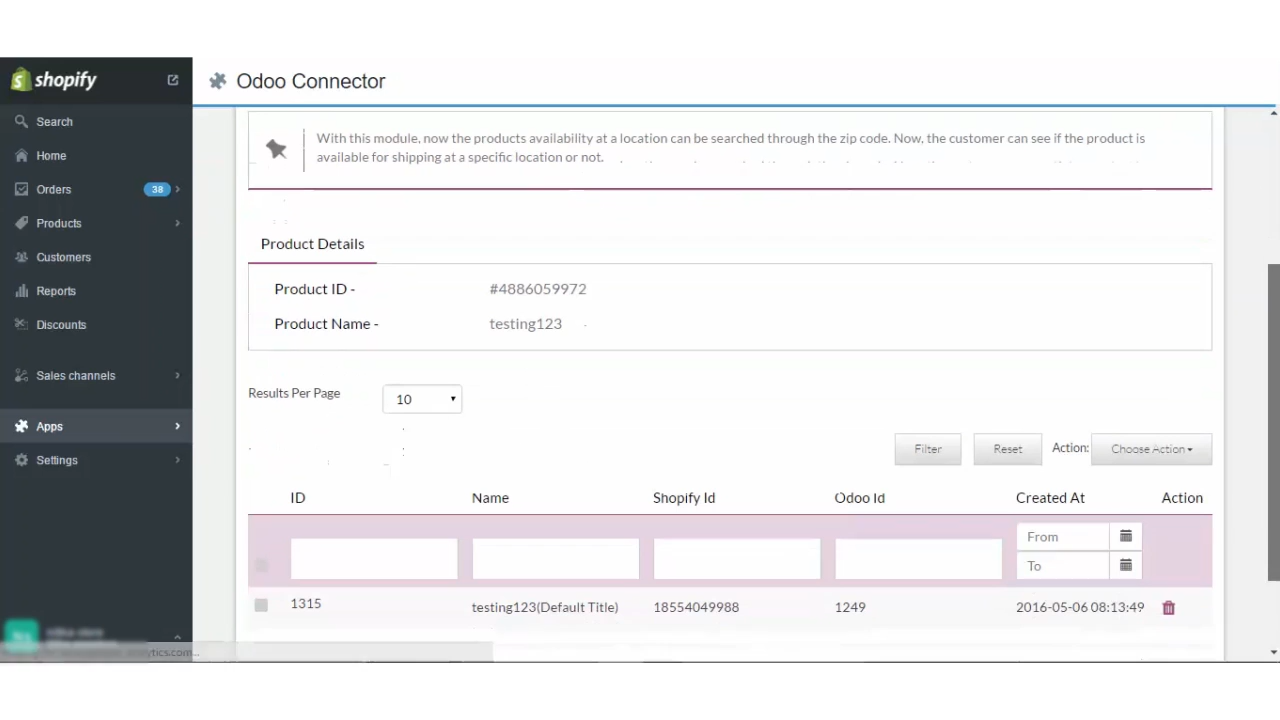 shopify
Odoo Connector
Search
Home
Orders 38
Products
Customers
Reports
Discounts
Sales channels
Apps
Settings
With this module, now the products availability at a location can be searched through the zip code. Now, the customer can see if the product is
available for shipping at a specific location or not.
Product Details
Product ID - #4886059972
Product Name - testing123
Results Per Page 10
Filter Reset Action: Choose Action
ID Name Shopify Id Odoo Id Created At Action
From
To
1315 testing123(Default Title) 18554049988 1249 2016-05-06 08:13:49